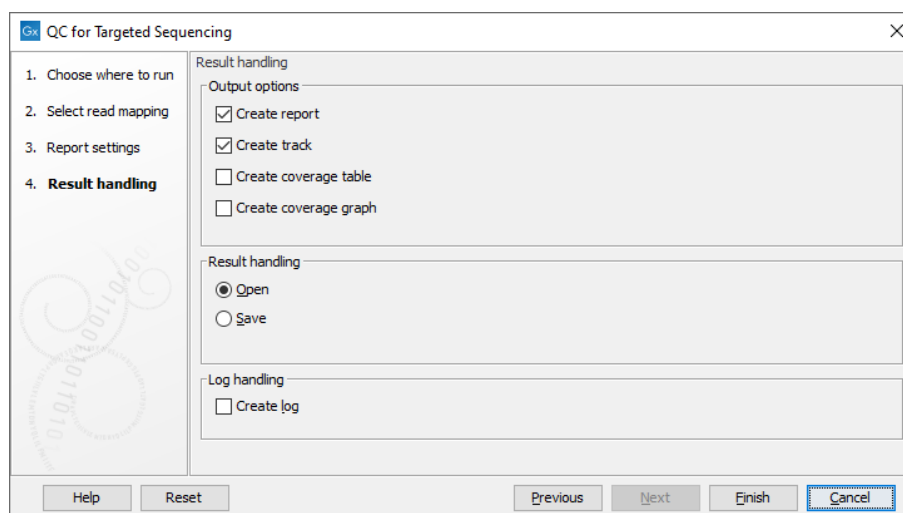 Gx QC for Targeted Sequencing
1. Choose where to run
2. Select read mapping
3. Report settings
4. Result handling
Result handling
Output options
Create report
Create track
Create coverage table
Create coverage graph
Result handling
Open
Save
Log handling
Create log
Help Reset Previous Next Finish Cancel